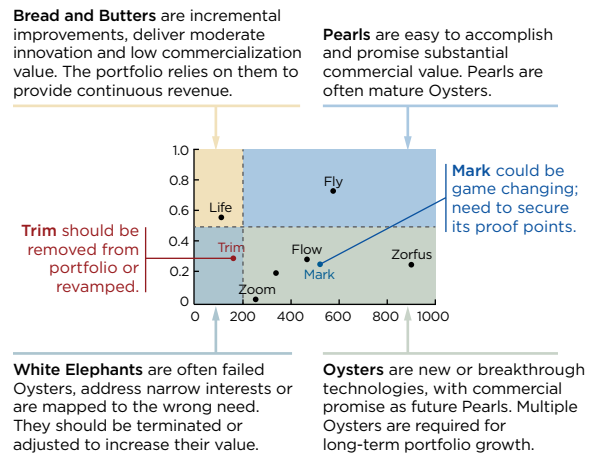 Bread and Butters are incremental
improvements, deliver moderate
innovation and low commercialization
value. The portfolio relies on them to
provide continuous revenue.
Pearls are easy to accomplish
and promise substantial
commercial value. Pearls are
often mature Oysters.
1.0
0.8
0.6
0.4
0.2
0
Life
Fly
Trim
Flow
Mark
Zorfus
Zoom
0
200
400
600
800
1000
Trim should be
removed from
portfolio or
revamped.
Mark could be
game changing;
need to secure
its proof points.
White Elephants are often failed
Oysters, address narrow interests or
are mapped to the wrong need.
They should be terminated or
adjusted to increase their value.
Oysters are new or breakthrough
technologies, with commercial
promise as future Pearls. Multiple
Oysters are required for
long-term portfolio growth.